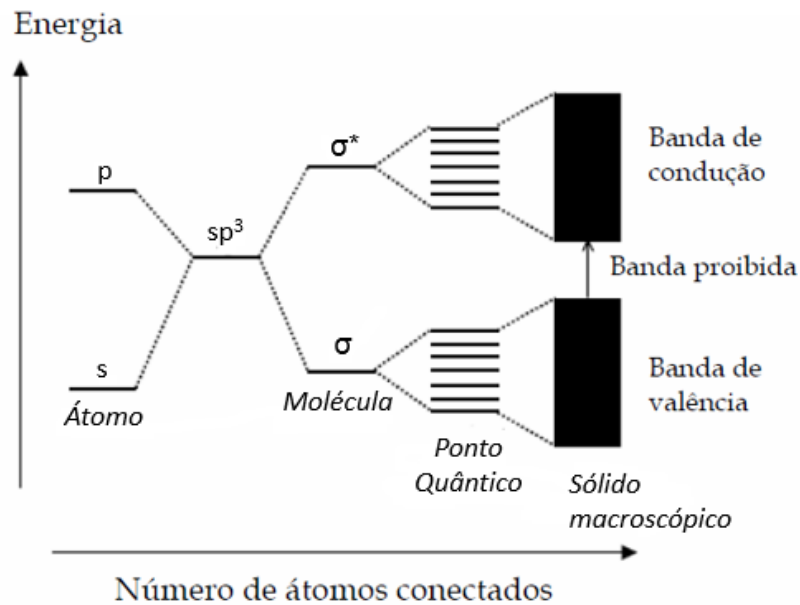 Energia
σ*
p
Banda de
condução
sp³
Banda proibida
σ
s
Banda de
valência
Molécula
Átomo
Ponto
Quântico
Sólido
macroscópico
Número de átomos conectados